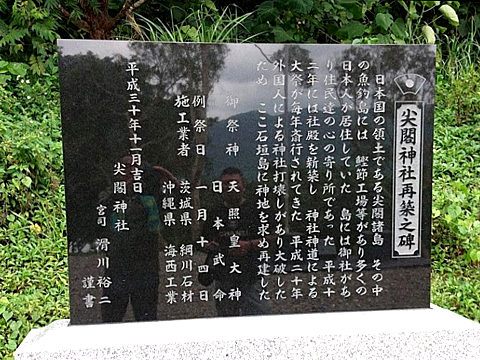 尖閣神社再築之碑
日本国の領土である尖閣諸島 その中
の魚釣島には 鰹節工場等があり多くの
日本人が居住していた 島には御社があ
り住民達の心の寄り所であった 平成十
二年には社殿を新築し 神社神道による
大祭が毎年斎行されてきた 平成二十年
外国人による神社打壊しがあり大破した
ため ここ石垣島に神地を求め再建した
御祭神 天照皇大神
日本武命
例祭日 一月十四日
施工業者 茨城県 綱川石材
沖縄県 海西工業
平成三十年十一月吉日
尖閣神社
宮司 滑川裕二 謹書